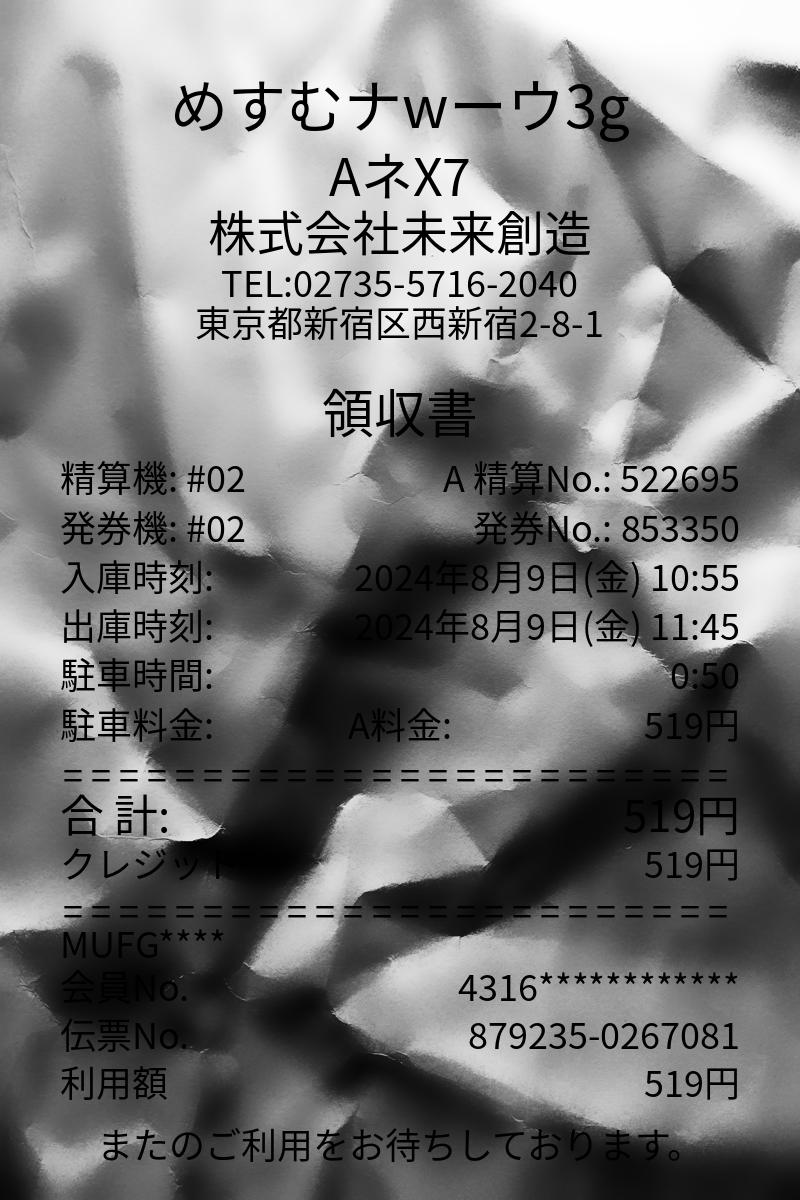 めすむナwーウ3g
AネX7
株式会社未来創造
TEL:02735-5716-2040
東京都新宿区西新宿2-8-1
領収書
精算機: #02 A 精算No.: 522695
発券機: #02 発券No.: 853350
入庫時刻: 2024年8月9日(金) 10:55
出庫時刻: 2024年8月9日(金) 11:45
駐車時間: 0:50
駐車料金: A料金: 519円
========================
合 計: 519円
クレジット 519円
========================
MUFG****
会員No. 4316************
伝票No. 879235-0267081
利用額 519円
またのご利用をお待ちしております。